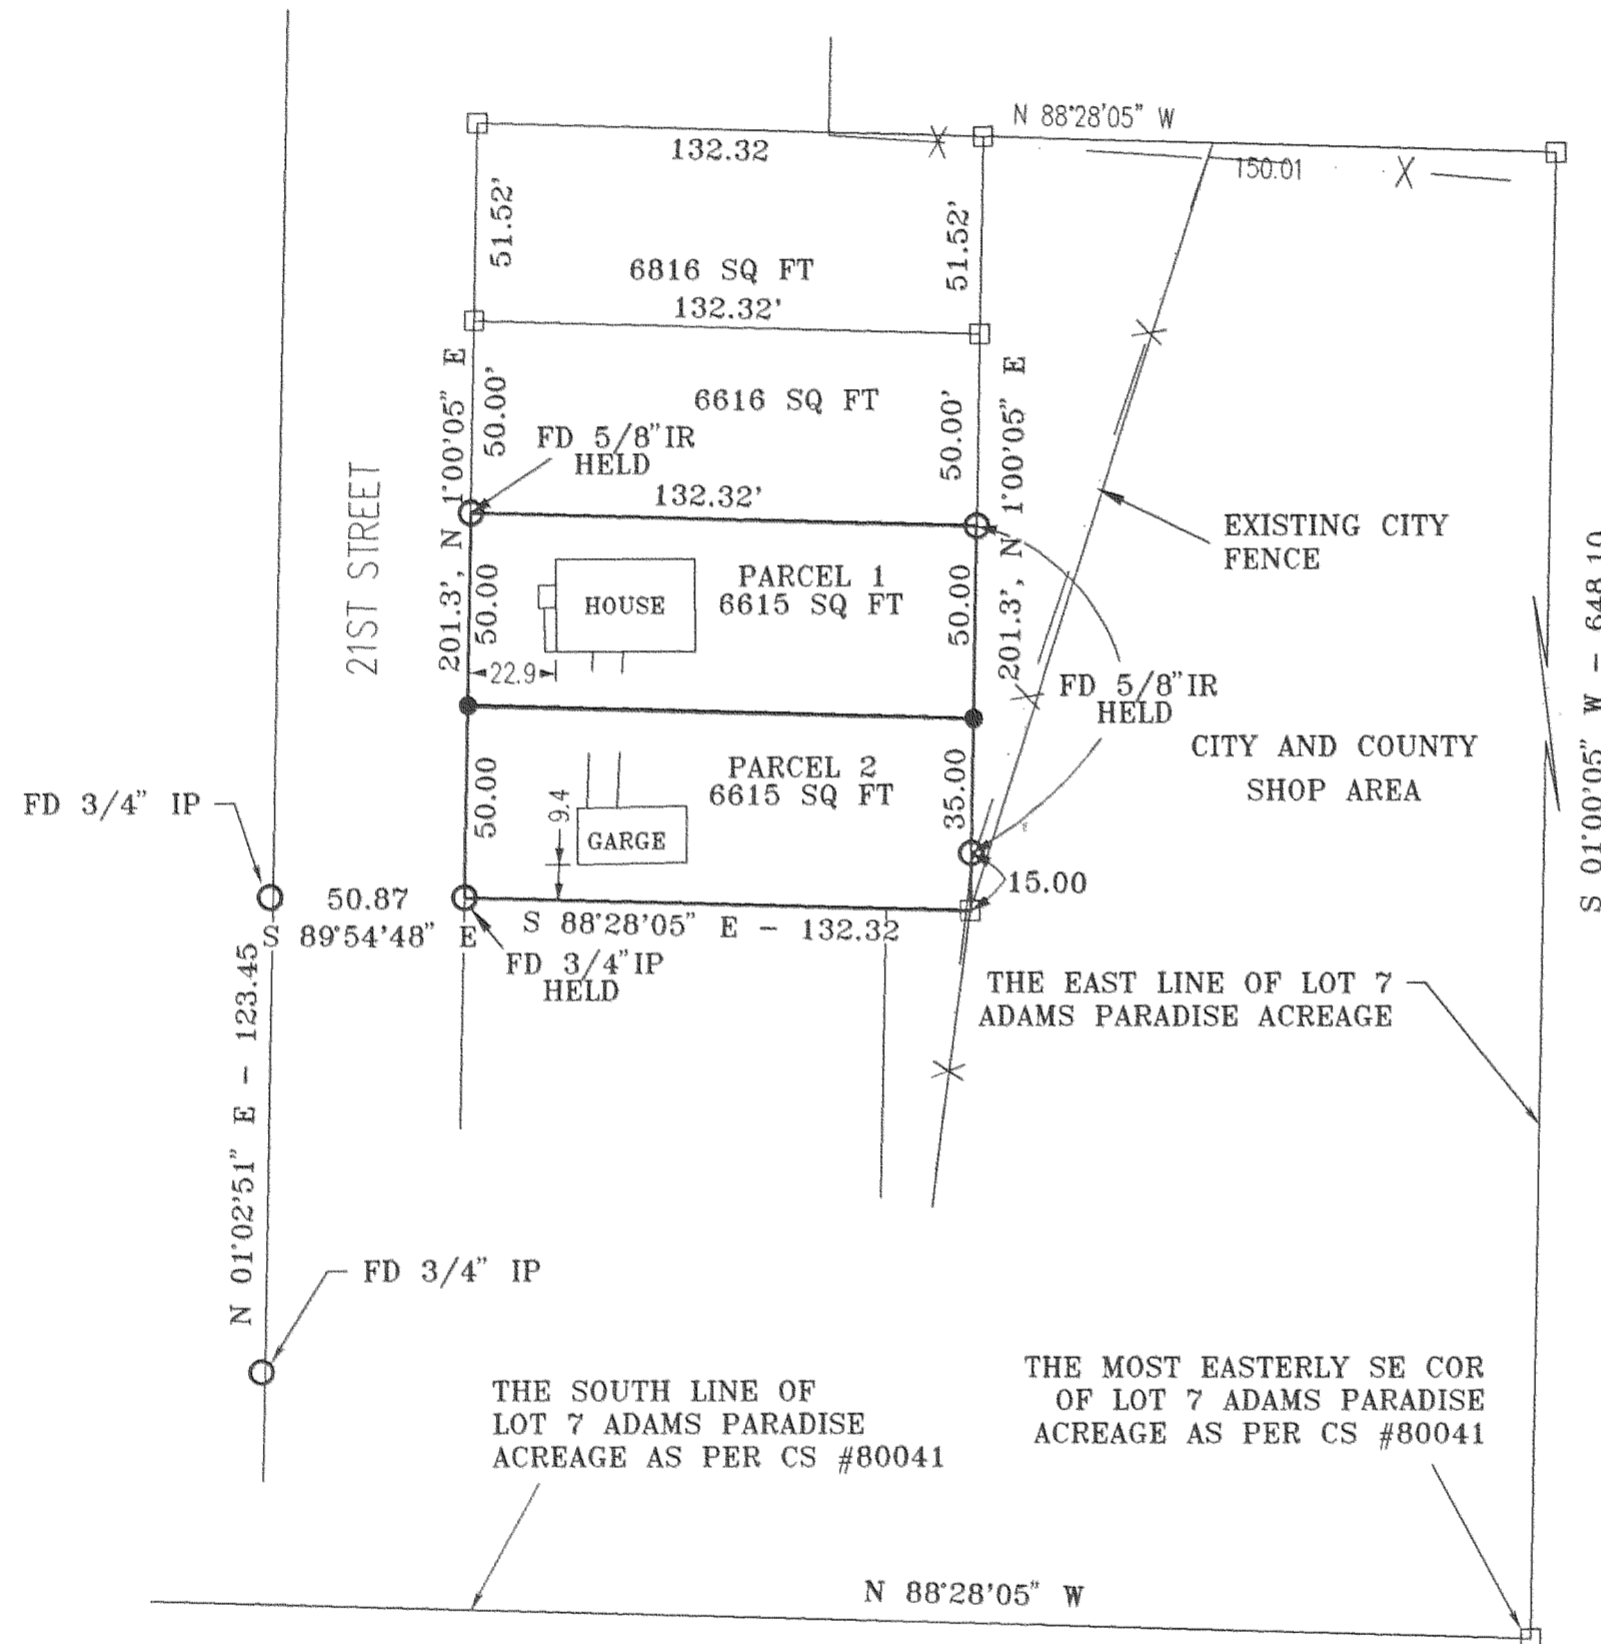 N 88°28'05" W
132.32
150.01
51.52'
51.52'
6816 SQ FT
132.32'
50.00'
6616 SQ FT
50.00'
FD 5/8"IR
HELD
132.32'
201.3', N 1°00'05" E
201.3', N 1°00'05" E
21ST STREET
EXISTING CITY
FENCE
50.00
HOUSE
PARCEL 1
6615 SQ FT
50.00
22.9
FD 5/8"IR
HELD
S 01°00'05" W - 648.10
CITY AND COUNTY
SHOP AREA
50.00
PARCEL 2
6615 SQ FT
35.00
9.4
GARGE
FD 3/4" IP
15.00
50.87
S 89°54'48" E
S 88°28'05" E - 132.32
FD 3/4"IP
HELD
THE EAST LINE OF LOT 7
ADAMS PARADISE ACREAGE
N 01°02'51" E - 123.45
FD 3/4" IP
THE SOUTH LINE OF
LOT 7 ADAMS PARADISE
ACREAGE AS PER CS #80041
THE MOST EASTERLY SE COR
OF LOT 7 ADAMS PARADISE
ACREAGE AS PER CS #80041
N 88°28'05" W